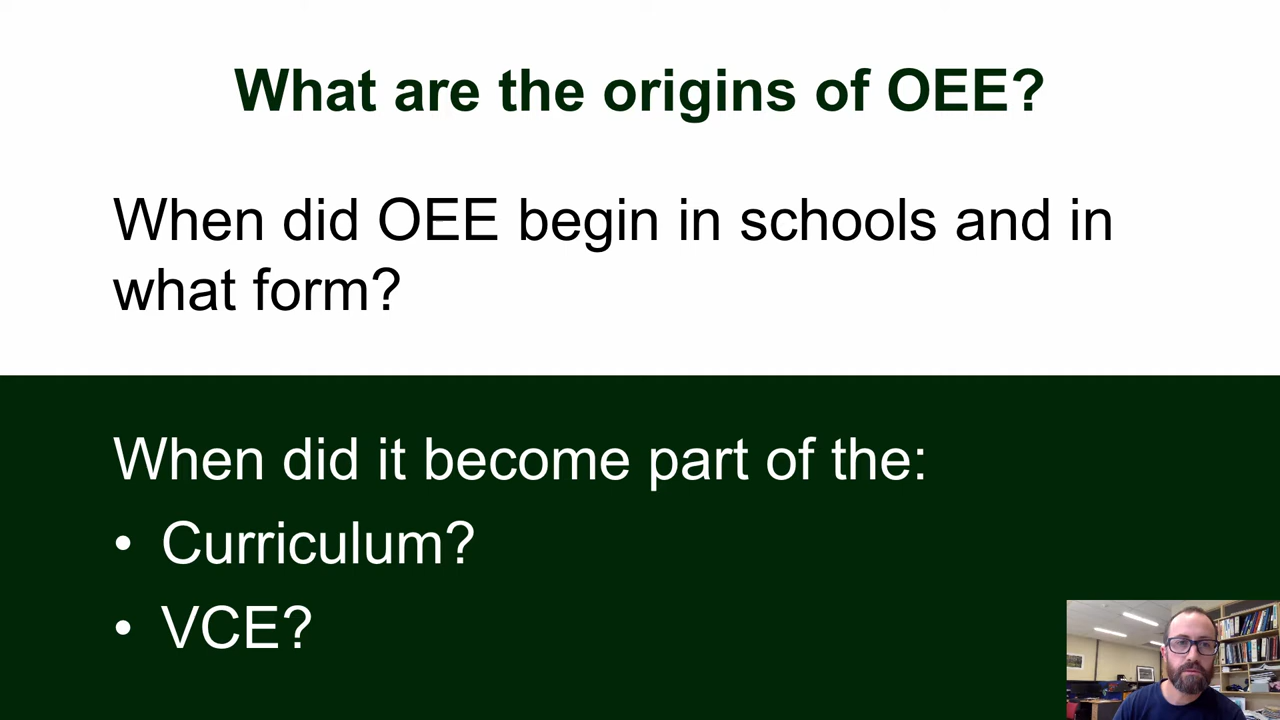 What are the origins of OEE?
When did OEE begin in schools and in
what form?
When did it become part of the:
• Curriculum?
• VCE?